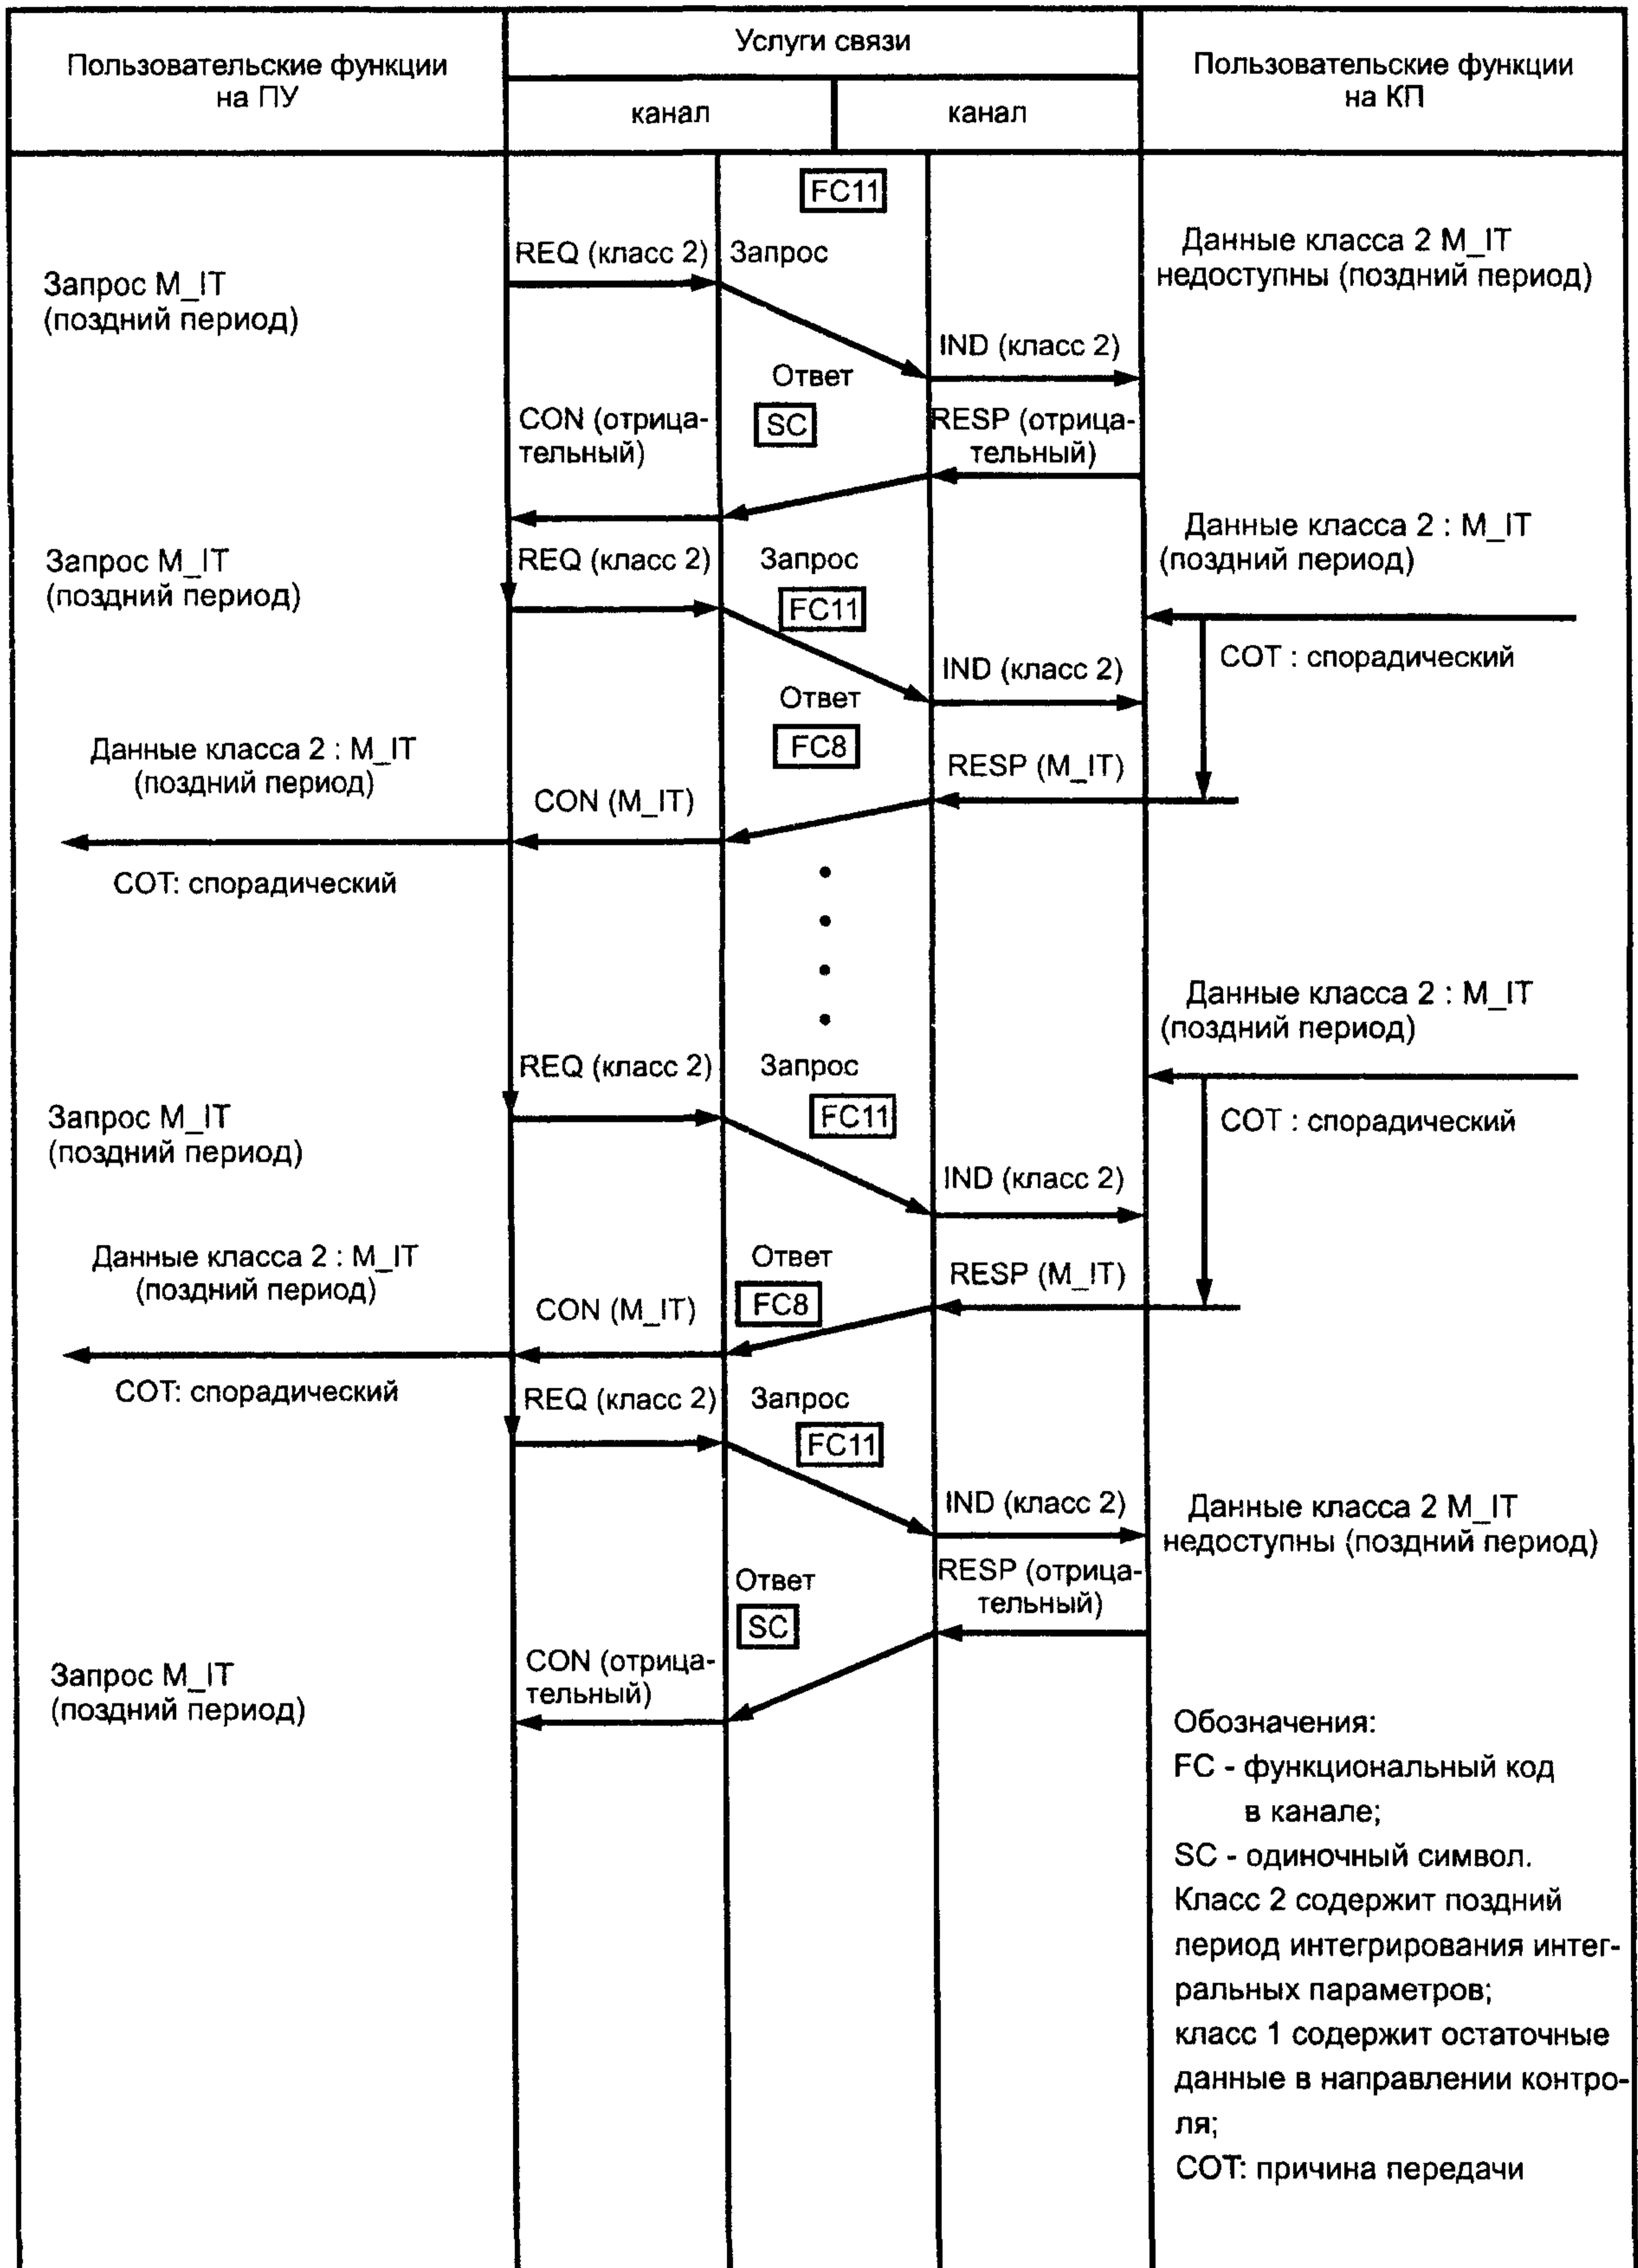 Пользовательские функции
на ПУ
Услуги связи
канал
канал
Пользовательские функции
на КП
FC11
REQ (класс 2)
Запрос
Данные класса 2 M_IT
недоступны (поздний период)
Запрос M_IT
(поздний период)
IND (класс 2)
Ответ
SC
CON (отрица-
тельный)
RESP (отрица-
тельный)
Данные класса 2 : M_IT
(поздний период)
Запрос M_IT
(поздний период)
REQ (класс 2)
Запрос
FC11
COT : спорадический
IND (класс 2)
Ответ
FC8
Данные класса 2 : M_IT
(поздний период)
RESP (M_IT)
CON (M_IT)
COT: спорадический
Данные класса 2 : M_IT
(поздний период)
REQ (класс 2)
Запрос
FC11
Запрос M_IT
(поздний период)
COT : спорадический
IND (класс 2)
Данные класса 2 : M_IT
(поздний период)
Ответ
FC8
RESP (M_IT)
CON (M_IT)
COT: спорадический
REQ (класс 2)
Запрос
FC11
IND (класс 2)
Данные класса 2 M_IT
недоступны (поздний период)
Ответ
SC
RESP (отрица-
тельный)
Запрос M_IT
(поздний период)
CON (отрица-
тельный)
Обозначения:
FC - функциональный код
в канале;
SC - одиночный символ.
Класс 2 содержит поздний
период интегрирования интег-
ральных параметров;
класс 1 содержит остаточные
данные в направлении контро-
ля;
COT: причина передачи